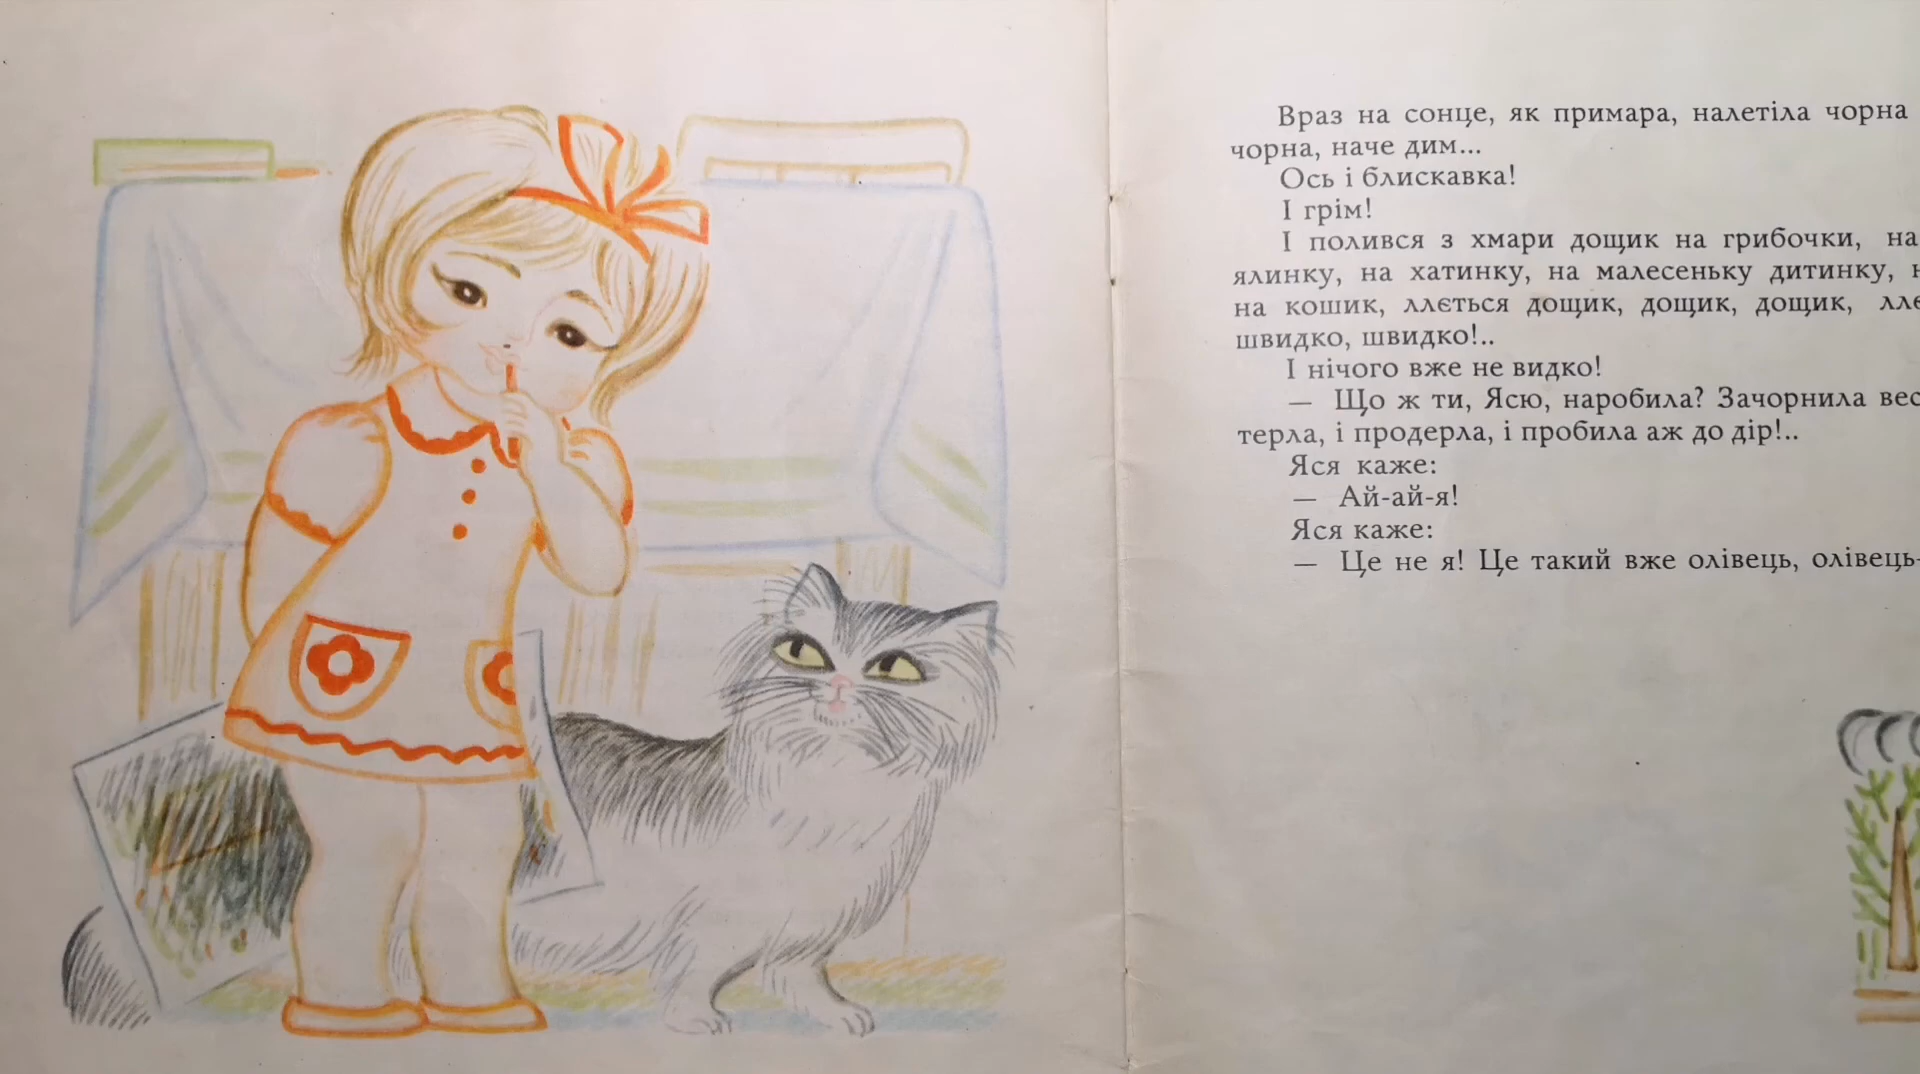 Враз на сонце, як примара, налетіла чорна
чорна, наче дим...
Ось і блискавка!
І грім!
І полився з хмари дощик на грибочки, на
ялинку, на хатинку, на малесеньку дитинку,
на кошик, ллється дощик, дощик, дощик,
швидко, швидко!..
І нічого вже не видко!
— Що ж ти, Ясю, наробила? Зачорнила
терла, і продерла, і пробила аж до дір!..
Яся каже:
— Ай-ай-я!
Яся каже:
— Це не я! Це такий вже олівець, олівець-